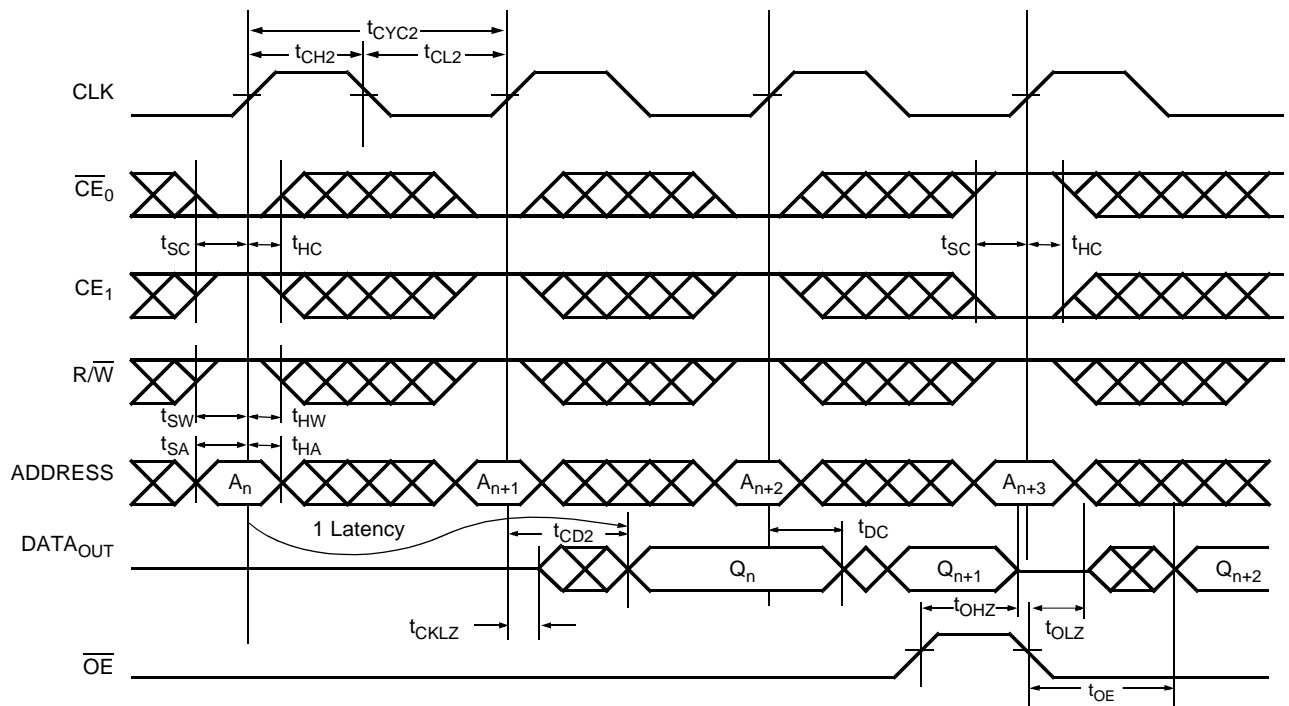 tCYC2
tCH2
tCL2
CLK
CE0
tSC
tHC
tSC
tHC
CE1
R/W
tSW
tHW
tSA
tHA
ADDRESS
An
An+1
An+2
An+3
1 Latency
tCD2
tDC
DATAOUT
Qn
Qn+1
Qn+2
tOHZ
tCKLZ
tOLZ
OE
tOE